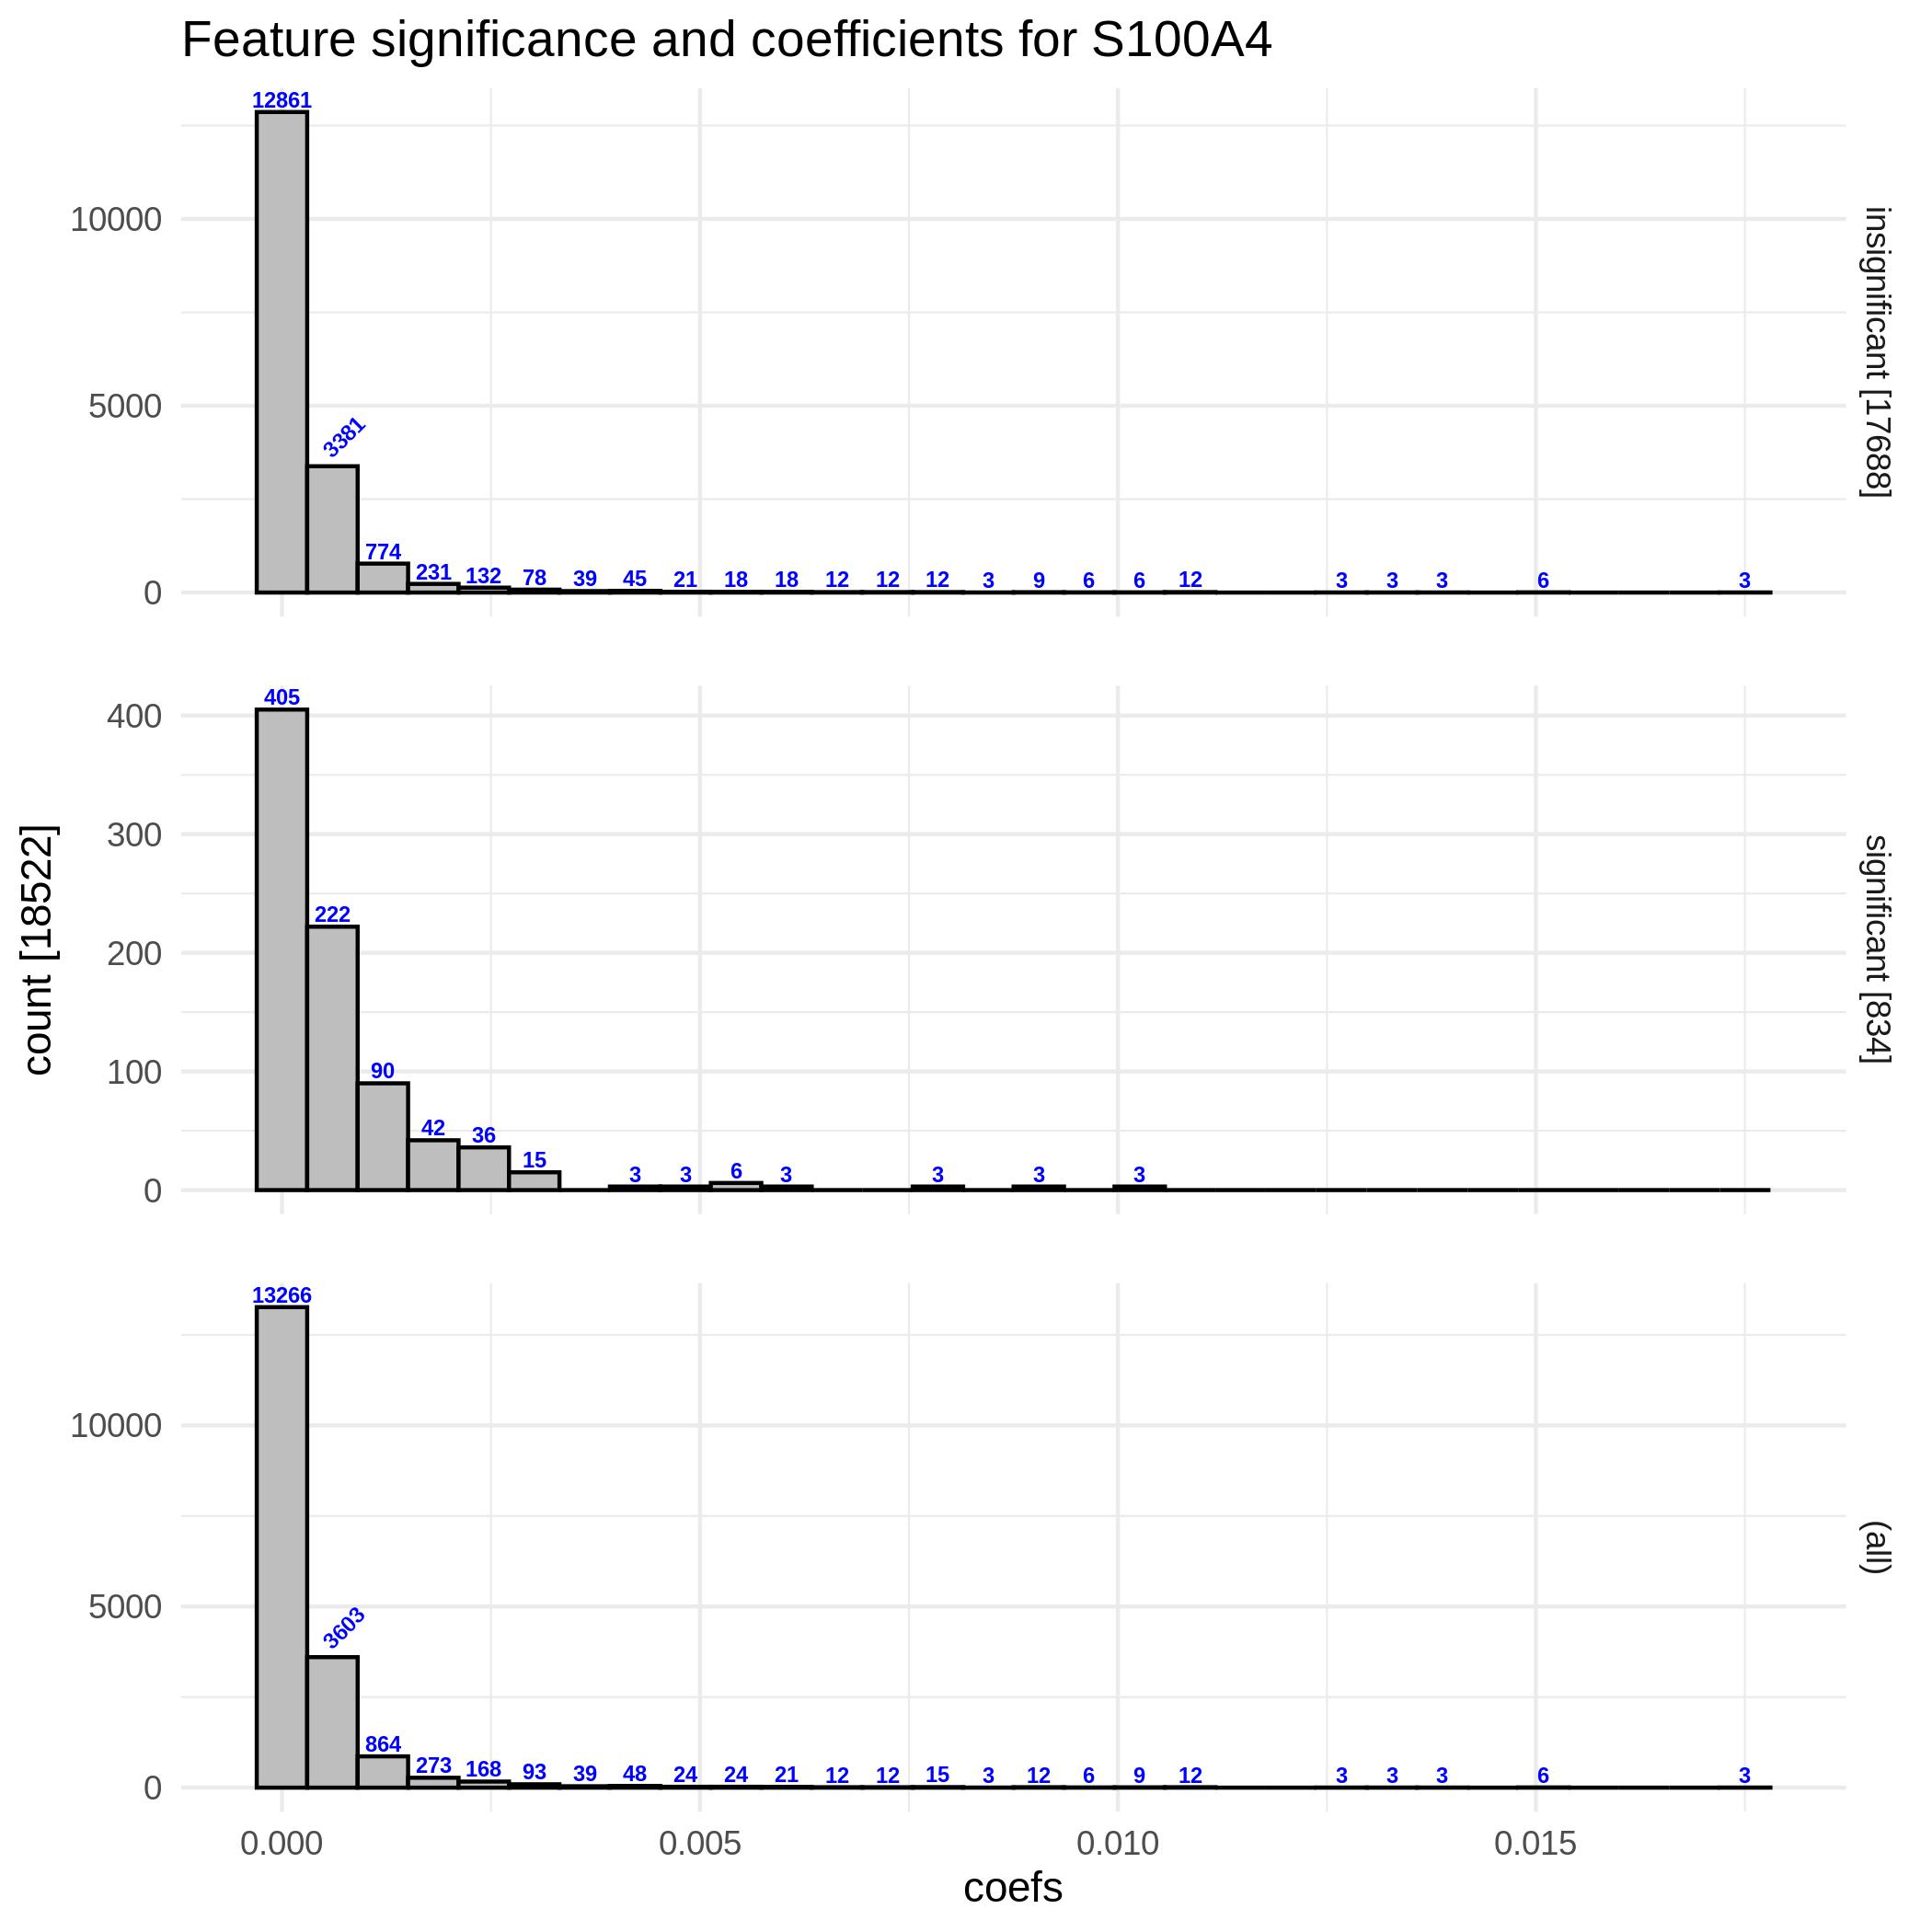 Feature significance and coefficients for S100A4
12861
3381
774 231 132 78 39 45 21 18 18 12 12 12 3 9 6 6 12 3 3 3 6 3
10000
5000
0
insignificant [17688]
405
222
90
42 36
15
3 3 6 3 3 3 3
400
300
200
100
0
significant [834]
count [18522]
13266
3603
864 273 168 93 39 48 24 24 21 12 12 15 3 12 6 9 12 3 3 3 6 3
10000
5000
0
(all)
0.000 0.005 0.010 0.015
coefs